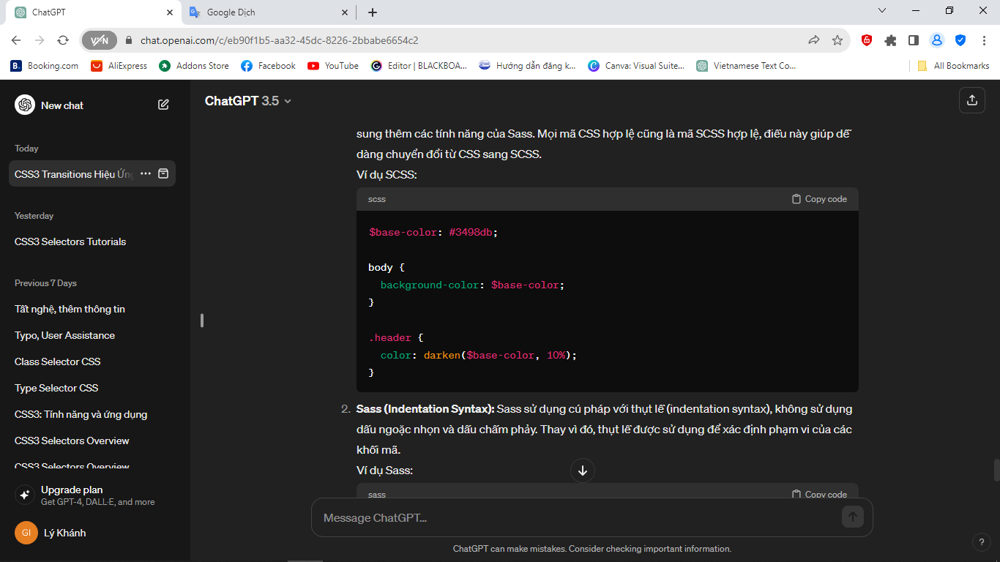 ChatGPT
Google Dịch
VPN
chat.openai.com/c/eb90f1b5-aa32-45dc-8226-2bbabe6654c2
B.
Booking.com
AliExpress
Addons Store
Facebook
YouTube
Editor | BLACKBOA...
Hướng dẫn đăng k...
Canva: Visual Suite...
Vietnamese Text Co...
All Bookmarks
New chat
Today
CSS3 Transitions Hiệu Ứng
Yesterday
CSS3 Selectors Tutorials
Previous 7 Days
Tất nghệ, thêm thông tin
Typo, User Assistance
Class Selector CSS
Type Selector CSS
CSS3: Tính năng và ứng dụng
CSS3 Selectors Overview
CSS3 Selectors Overview
Upgrade plan
Get GPT-4, DALL·E, and more
GI
Lý Khánh
ChatGPT 3.5
sung thêm các tính năng của Sass. Mọi mã CSS hợp lệ cũng là mã SCSS hợp lệ, điều này giúp dễ
dàng chuyển đổi từ CSS sang SCSS.
Ví dụ SCSS:
scss
Copy code
$base-color: #3498db;
body {
background-color: $base-color;
}
.header {
color: darken($base-color, 10%);
}
2. Sass (Indentation Syntax): Sass sử dụng cú pháp với thụt lề (indentation syntax), không sử dụng
dấu ngoặc nhọn và dấu chấm phảy. Thay vì đó, thụt lề được sử dụng để xác định phạm vi của các
khối mã.
Ví dụ Sass:
sass
Copy code
Message ChatGPT...
ChatGPT can make mistakes. Consider checking important information.
?